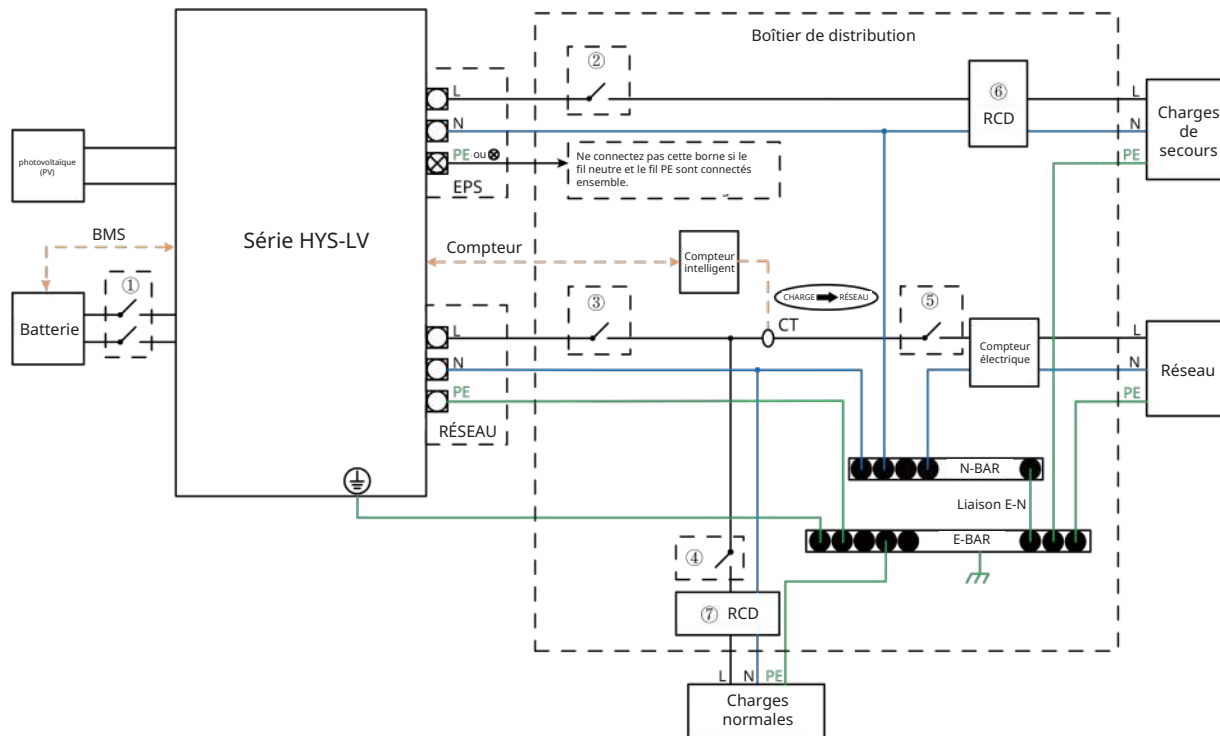 Boîtier de distribution
②
L
⑥
RCD
L
N
PE
Charges
de
secours
N
PE ou ⊗
EPS
Ne connectez pas cette borne si le
fil neutre et le fil PE sont connectés
ensemble.
photovoltaïque
(PV)
Série HYS-LV
BMS
Compteur
Compteur
intelligent
CHARGE ➡ RÉSEAU
①
Batterie
L
③
CT
⑤
Compteur
électrique
L
N
PE
Réseau
N
PE
RÉSEAU
N-BAR
Liaison E-N
E-BAR
④
⑦ RCD
L N PE
Charges
normales